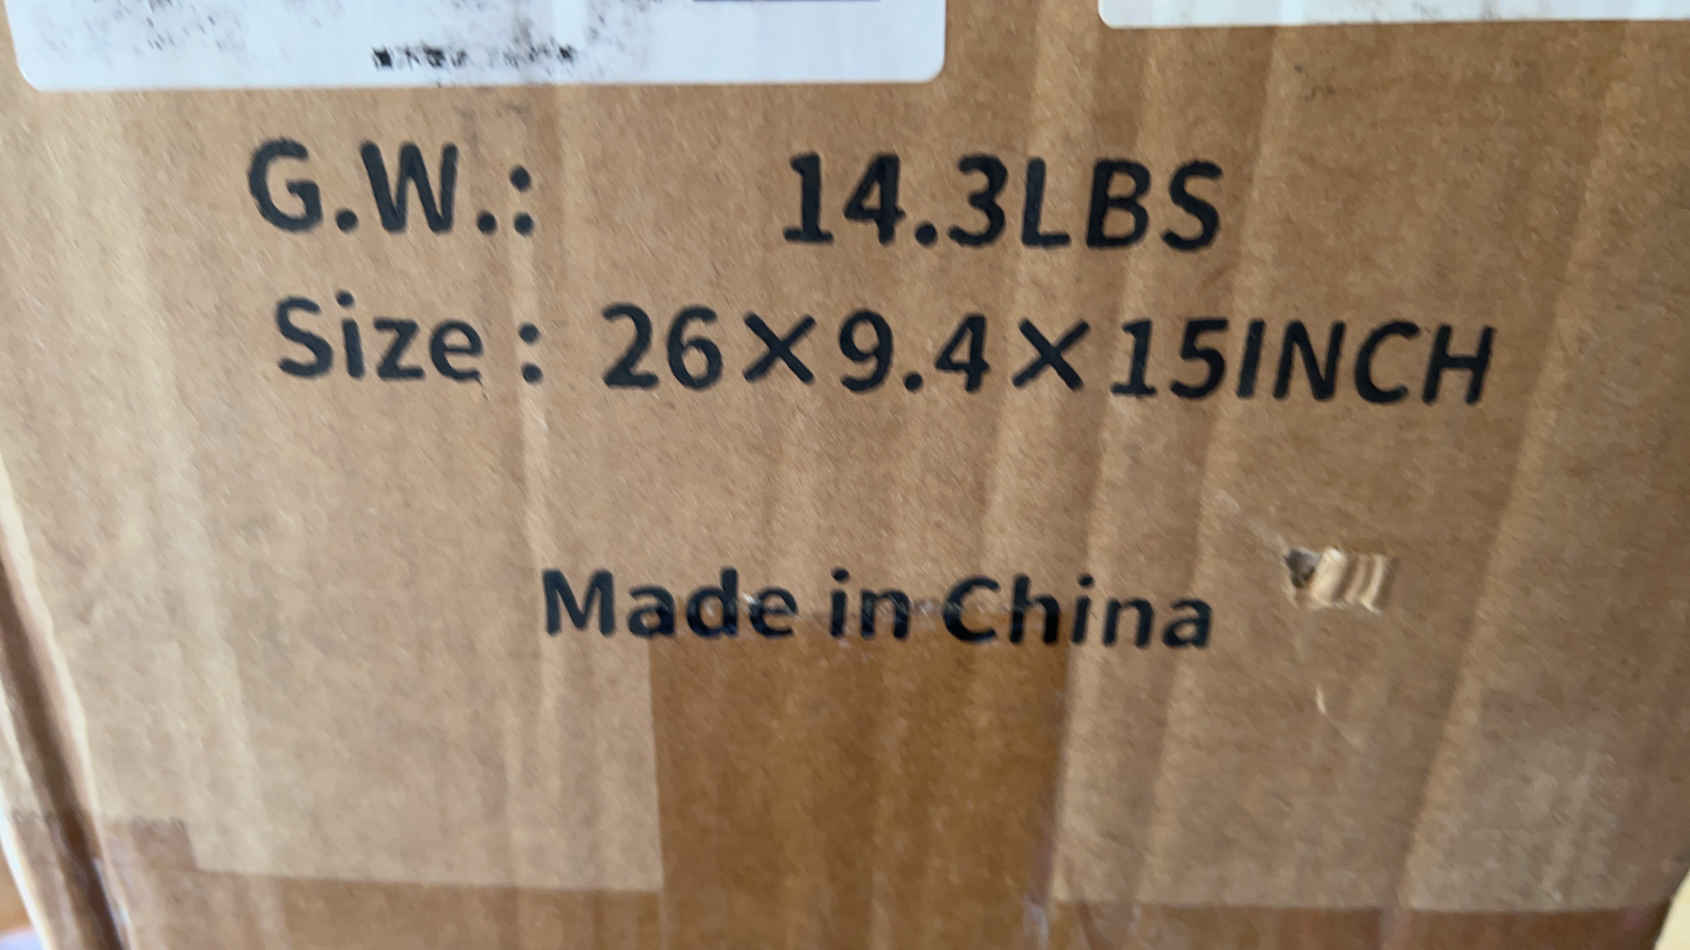 G.W.: 14.3LBS
Size: 26×9.4×15INCH
Made in China